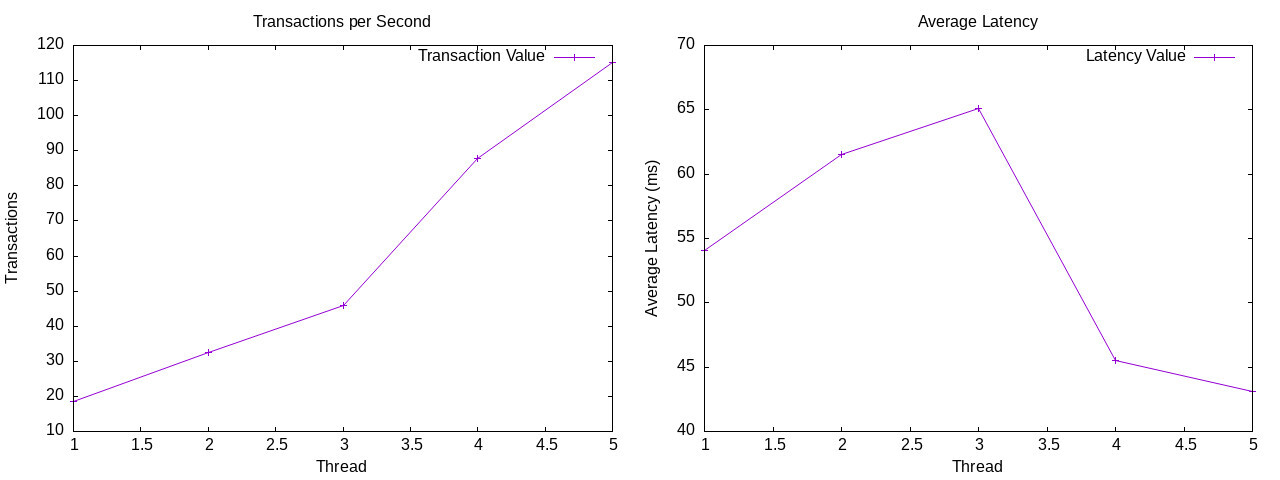 Transactions per Second
120
110
100
90
80
70
60
50
40
30
20
10
1 1.5 2 2.5 3 3.5 4 4.5 5
Transactions
Thread
Transaction Value
Average Latency
70
65
60
55
50
45
40
1 1.5 2 2.5 3 3.5 4 4.5 5
Average Latency (ms)
Thread
Latency Value